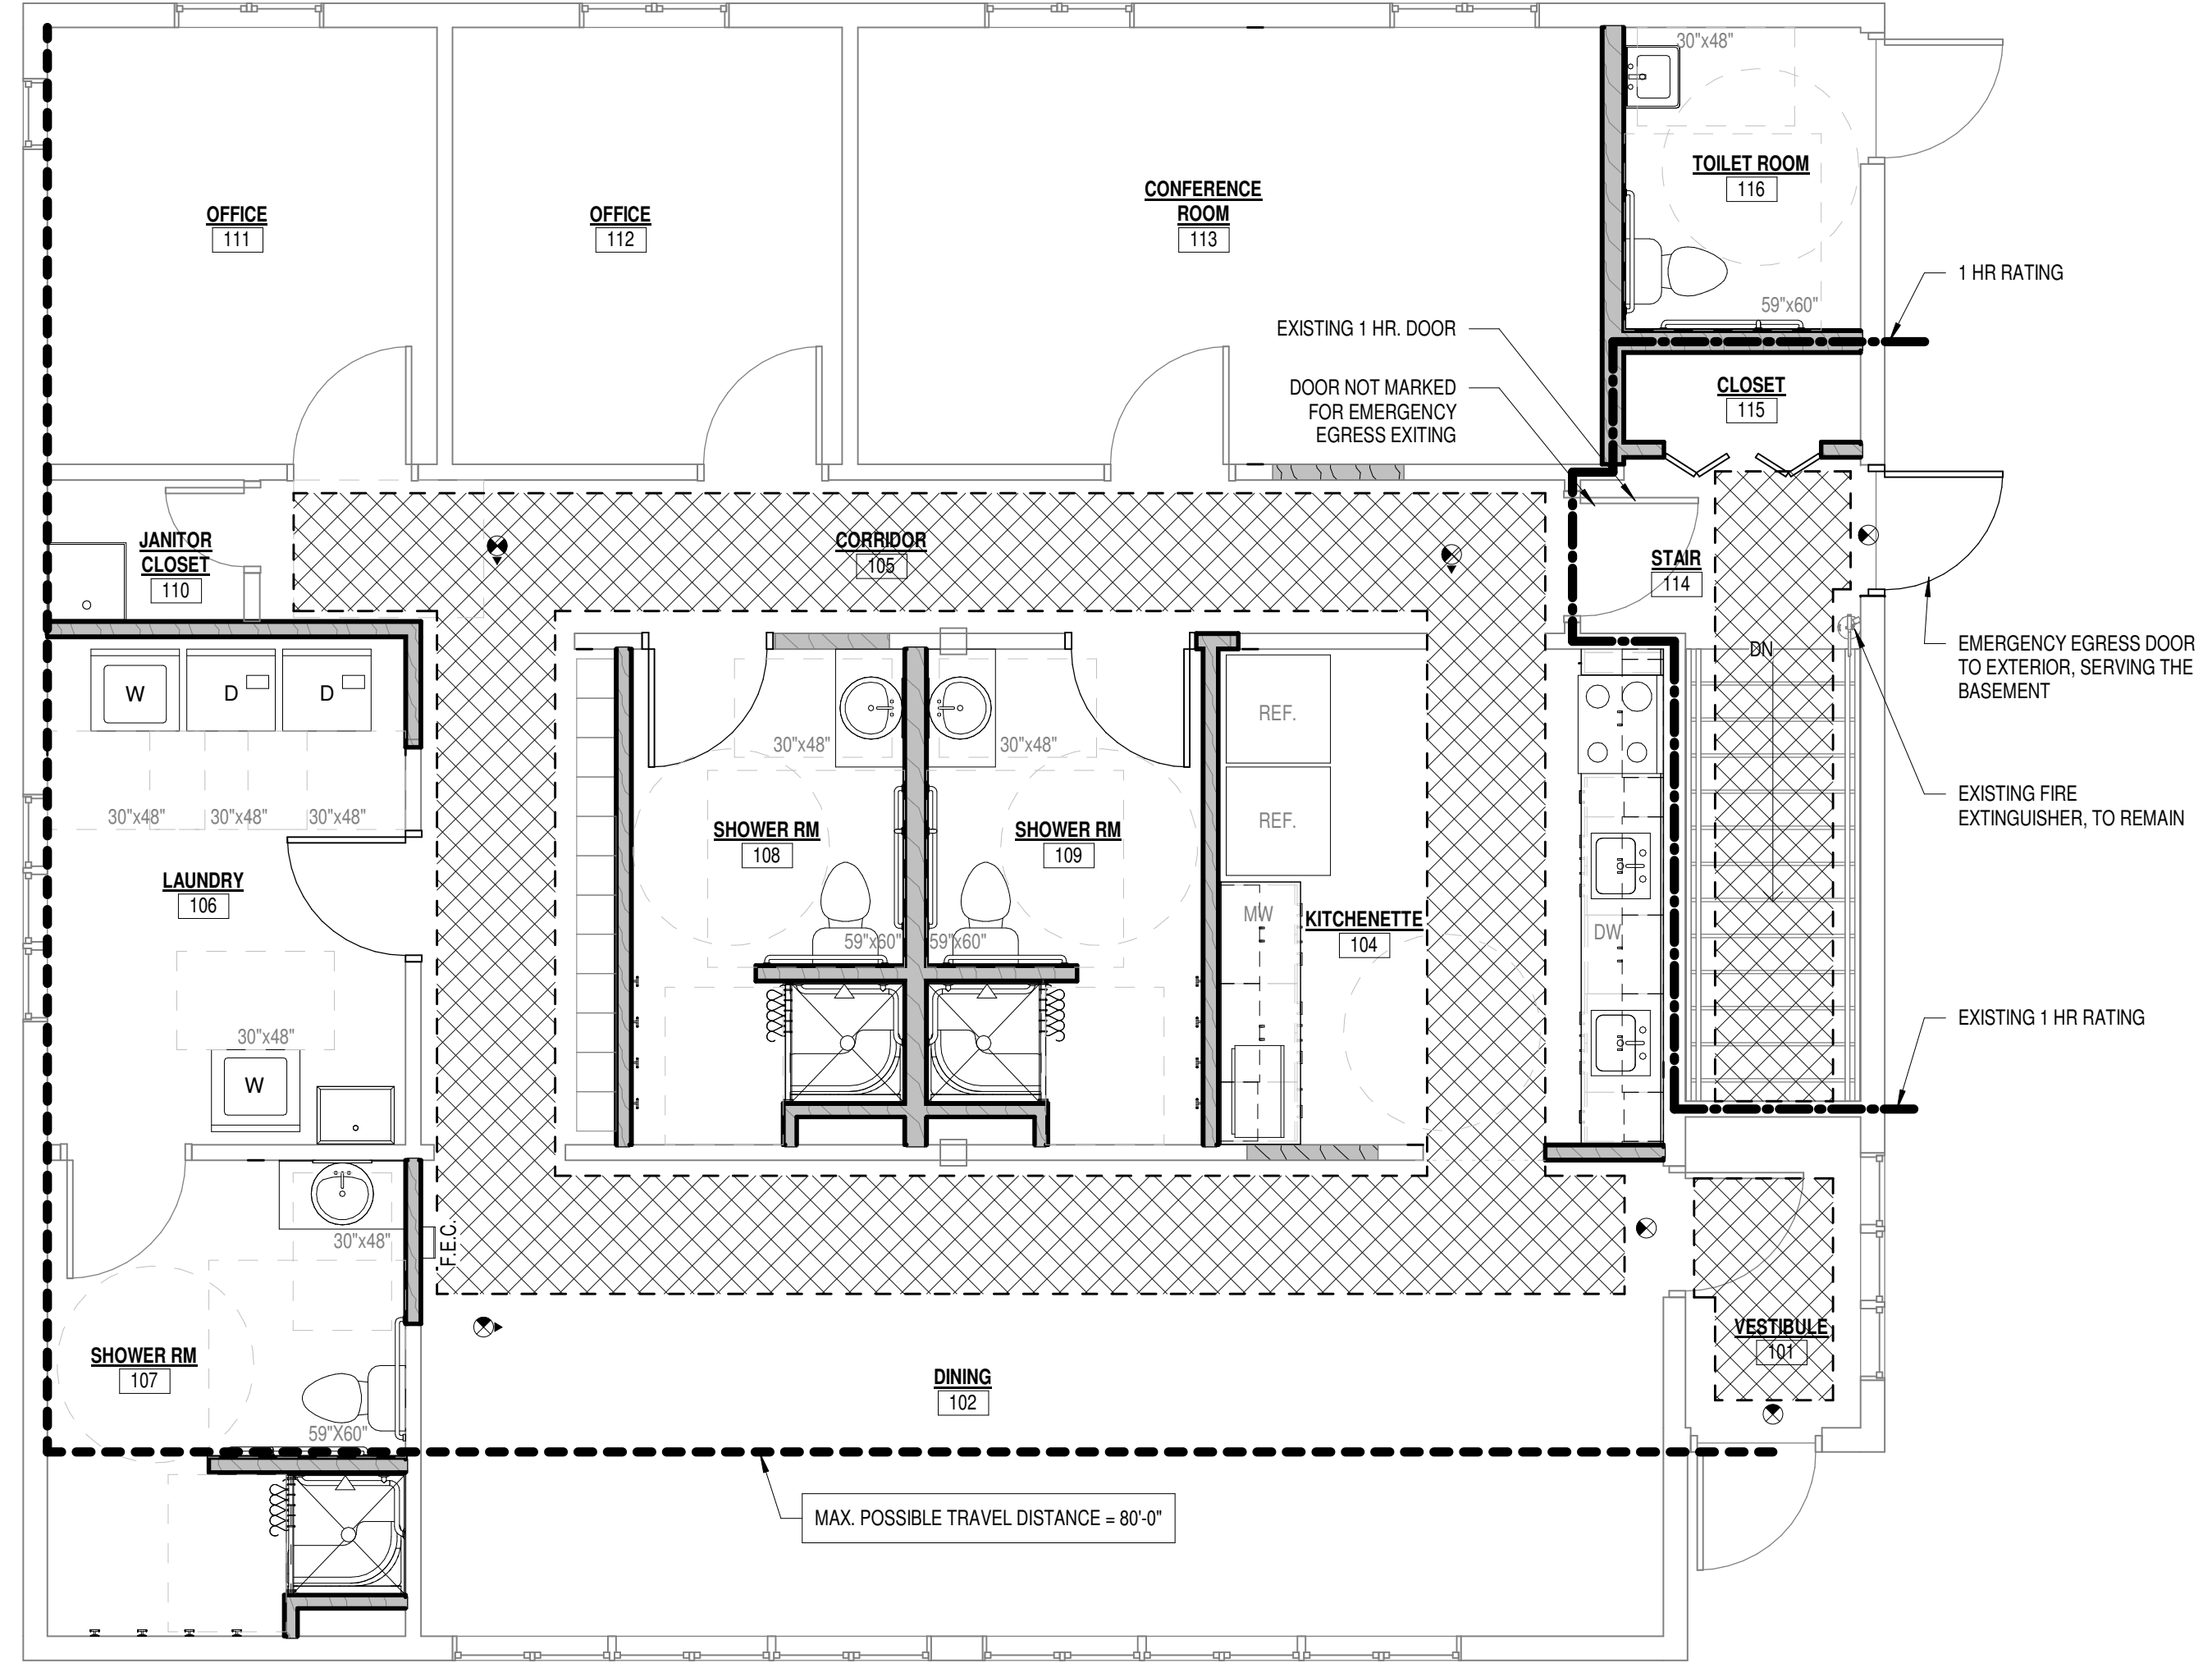 30"x48"
TOILET ROOM
116
59"x60"
OFFICE
111
OFFICE
112
CONFERENCE
ROOM
113
1 HR RATING
EXISTING 1 HR. DOOR
DOOR NOT MARKED
FOR EMERGENCY
EGRESS EXITING
CLOSET
115
JANITOR
CLOSET
110
CORRIDOR
105
STAIR
114
DN
EMERGENCY EGRESS DOOR
TO EXTERIOR, SERVING THE
BASEMENT
W
D
D
30"x48"
30"x48"
30"x48"
LAUNDRY
106
30"x48"
W
30"x48"
30"x48"
SHOWER RM
108
SHOWER RM
109
59"x60"
59"x60"
REF.
REF.
MW
KITCHENETTE
104
DW
EXISTING FIRE
EXTINGUISHER, TO REMAIN
EXISTING 1 HR RATING
30"x48"
F.E.C.
SHOWER RM
107
59"X60"
DINING
102
VESTIBULE
101
MAX. POSSIBLE TRAVEL DISTANCE = 80'-0"